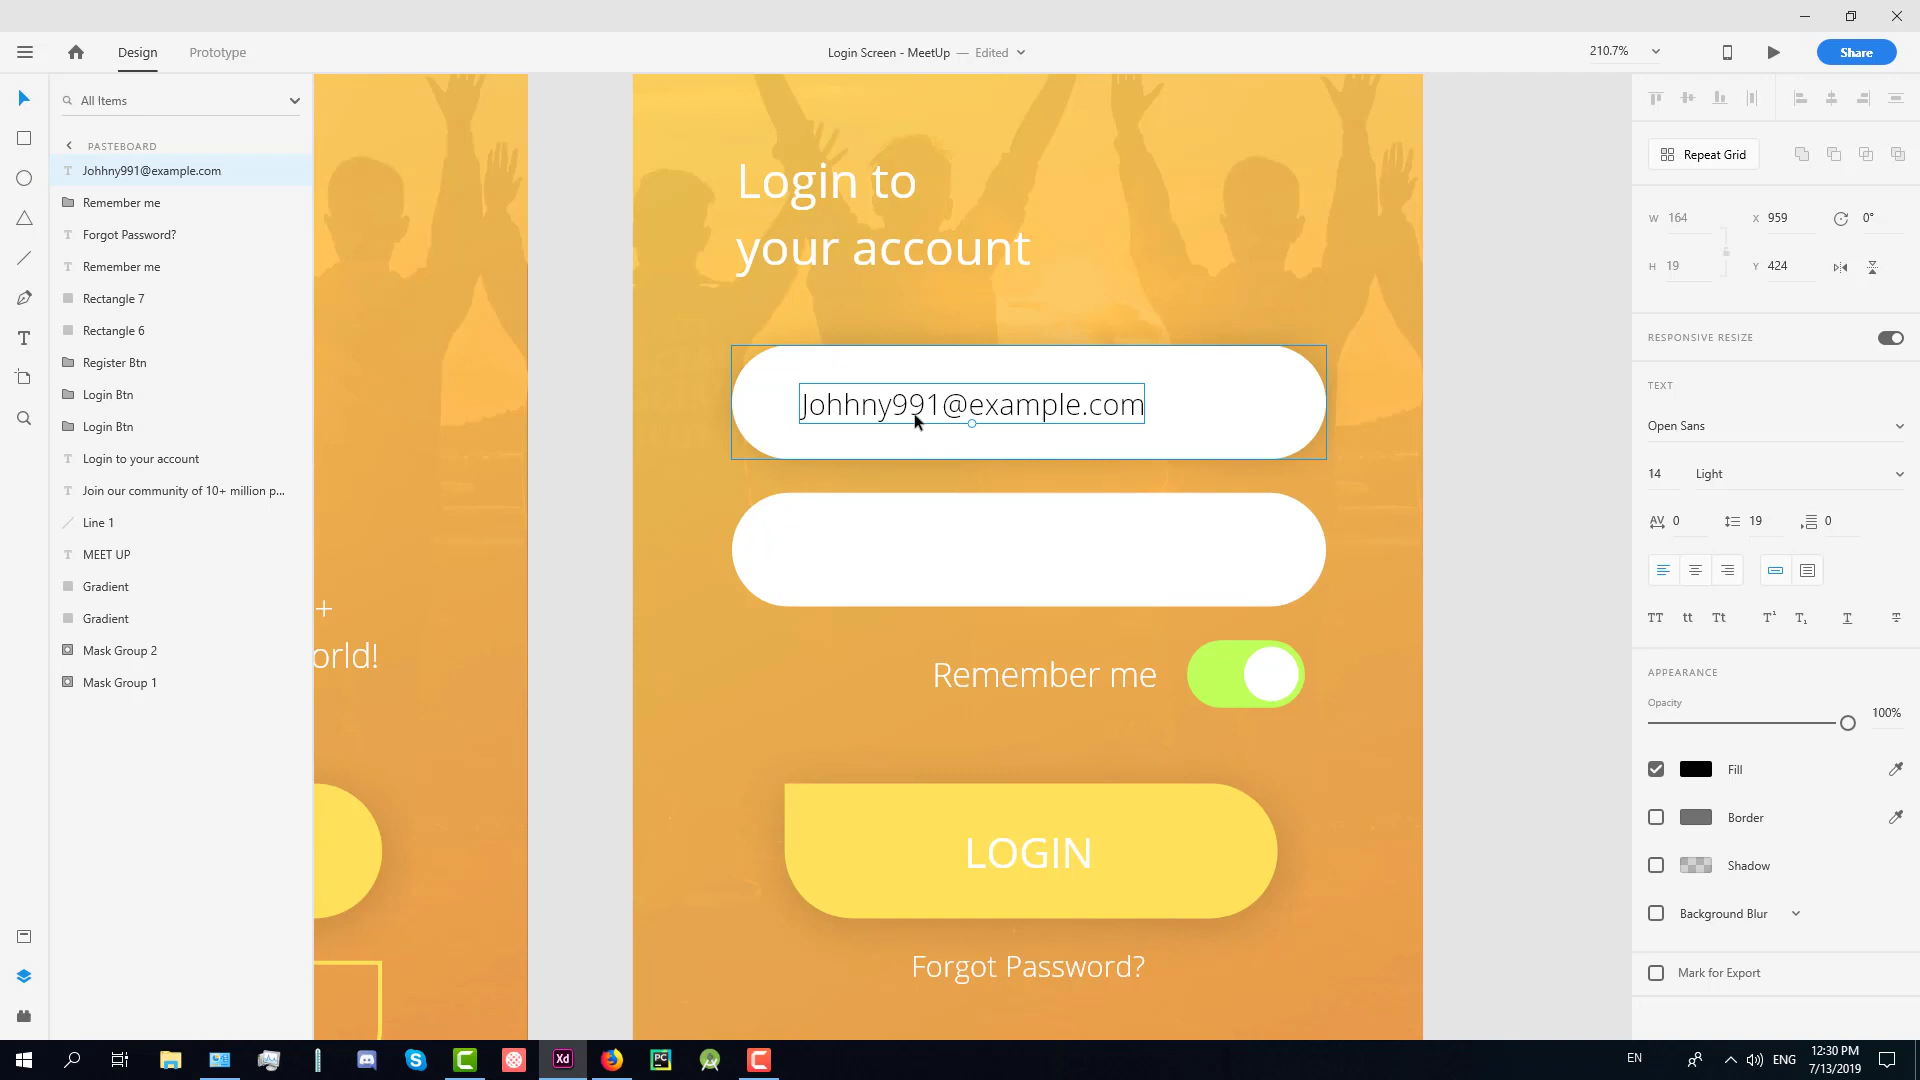 Design
Prototype
Login Screen - MeetUp — Edited
210.7%
Share
All Items
PASTEBOARD
Johhny991@example.com
Remember me
Forgot Password?
Remember me
Rectangle 7
Rectangle 6
Register Btn
Login Btn
Login Btn
Login to your account
Join our community of 10+ million p...
Line 1
MEET UP
Gradient
Gradient
Mask Group 2
Mask Group 1
+
orld!
Login to
your account
Johhny991@example.com
Remember me
LOGIN
Forgot Password?
Repeat Grid
W 164 X 959 0°
H 19 Y 424
RESPONSIVE RESIZE
TEXT
Open Sans
14 Light
AV 0 19 0
TT tt Tt T¹ T₁ T T
APPEARANCE
Opacity
100%
Fill
Border
Shadow
Background Blur
Mark for Export
Xd
PC
EN
ENG
12:30 PM
7/13/2019